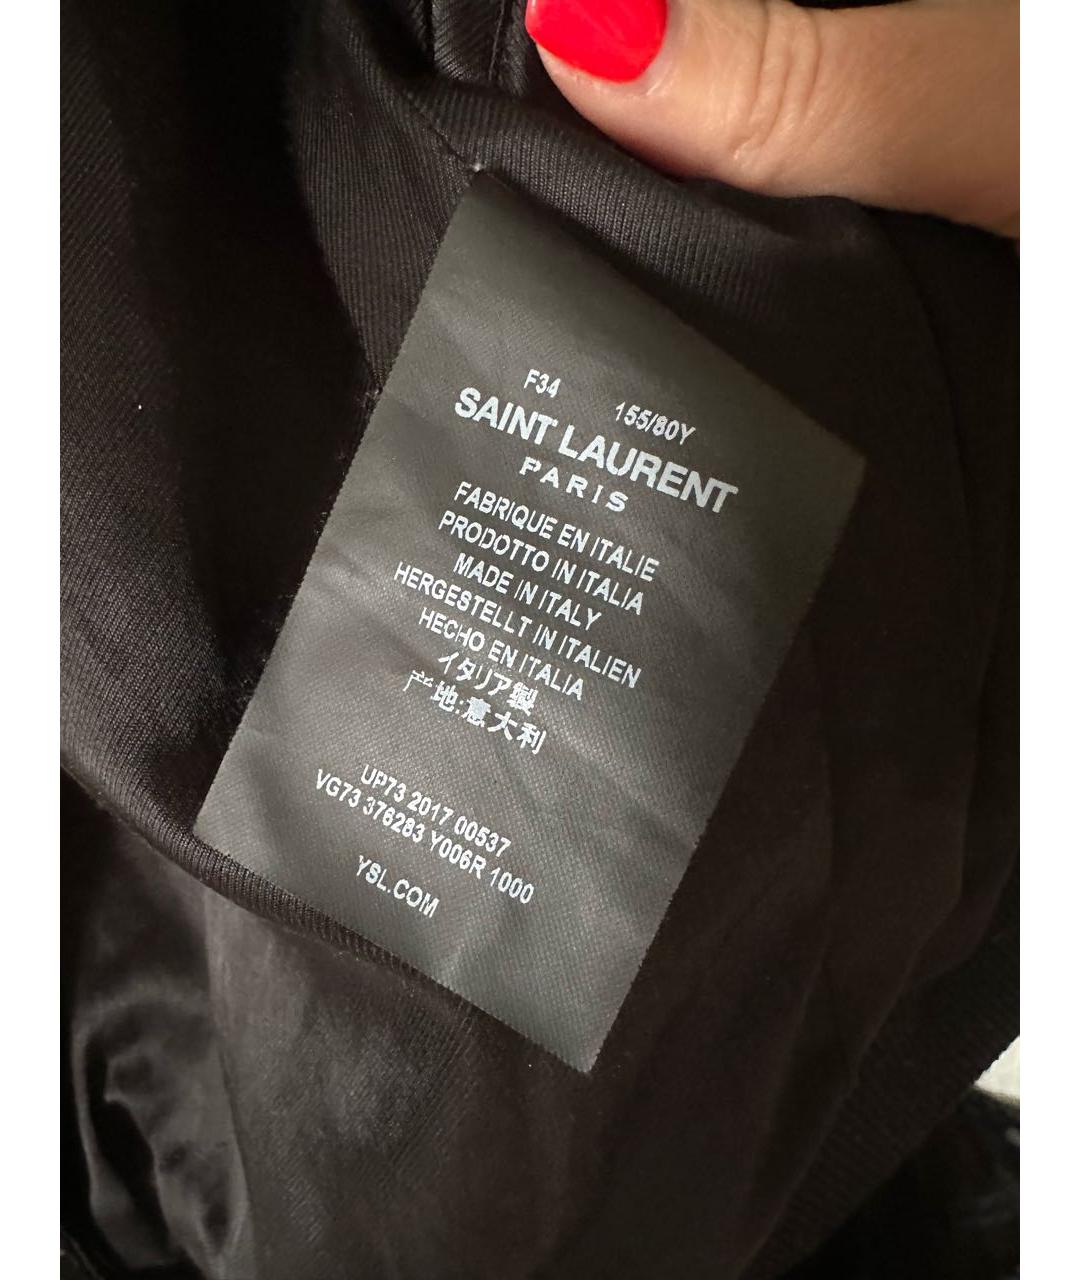 F34 155/80Y
SAINT LAURENT
PARIS
FABRIQUE EN ITALIE
PRODOTTO IN ITALIA
MADE IN ITALY
HERGESTELLT IN ITALIEN
HECHO EN ITALIA
イタリア製
产地:意大利
UP73 2017 00537
VG73 376283 Y006R 1000
YSL.COM